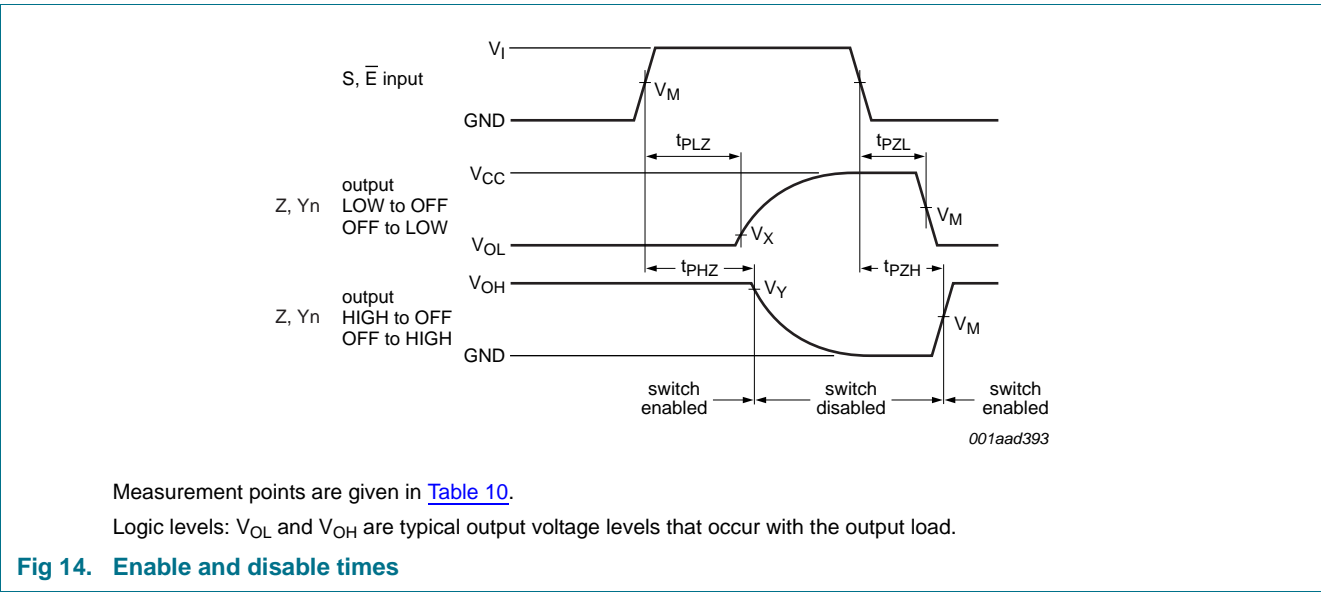 V_I
S, E̅ input
V_M
GND
t_PLZ
t_PZL
V_CC
output
Z, Yn LOW to OFF
OFF to LOW
V_M
V_X
V_OL
t_PHZ
t_PZH
V_OH
V_Y
output
Z, Yn HIGH to OFF
OFF to HIGH
V_M
GND
switch enabled
switch disabled
switch enabled
001aad393
Measurement points are given in Table 10.
Logic levels: V_OL and V_OH are typical output voltage levels that occur with the output load.
Fig 14. Enable and disable times